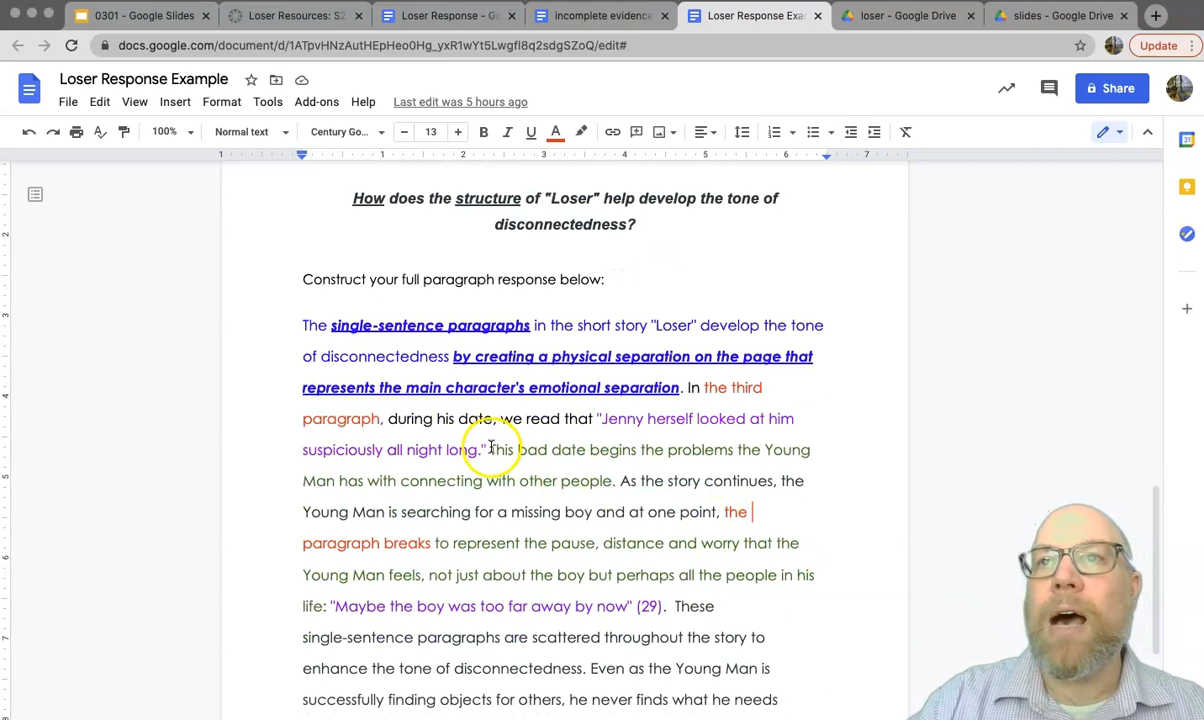 0301 - Google Slides
Loser Resources: S2
Loser Response - Go
incomplete evidence
Loser Response Exam
loser - Google Drive
slides - Google Drive
docs.google.com/document/d/1ATpvHNzAutHEpHeo0Hg_yxR1wYt5Lwgfl8q2sdgSZoQ/edit#
Update
Loser Response Example
File Edit View Insert Format Tools Add-ons Help Last edit was 5 hours ago
Share
100% Normal text Century Go... 13 B I U A
1 1 2 3 4 5 6 7
How does the structure of "Loser" help develop the tone of
disconnectedness?
Construct your full paragraph response below:
The single-sentence paragraphs in the short story "Loser" develop the tone
of disconnectedness by creating a physical separation on the page that
represents the main character's emotional separation. In the third
paragraph, during his date, we read that "Jenny herself looked at him
suspiciously all night long." This bad date begins the problems the Young
Man has with connecting with other people. As the story continues, the
Young Man is searching for a missing boy and at one point, the
paragraph breaks to represent the pause, distance and worry that the
Young Man feels, not just about the boy but perhaps all the people in his
life: "Maybe the boy was too far away by now" (29). These
single-sentence paragraphs are scattered throughout the story to
enhance the tone of disconnectedness. Even as the Young Man is
successfully finding objects for others, he never finds what he needs